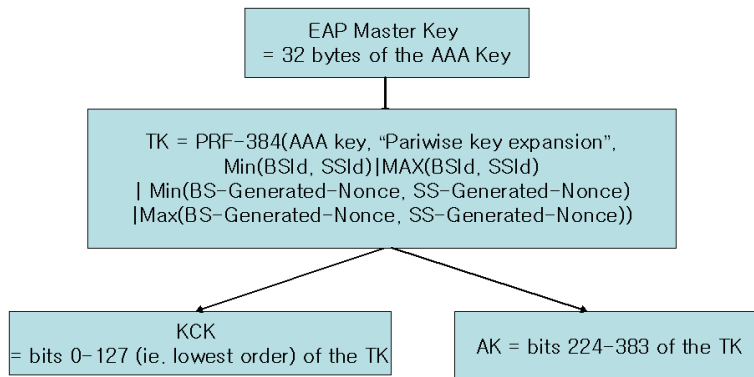 EAP Master Key
= 32 bytes of the AAA Key
TK = PRF-384(AAA key, “Pariwise key expansion”,
Min(BSId, SSId)|MAX(BSId, SSId)
| Min(BS-Generated-Nonce, SS-Generated-Nonce)
|Max(BS-Generated-Nonce, SS-Generated-Nonce))
KCK
= bits 0-127 (ie. lowest order) of the TK
AK = bits 224-383 of the TK